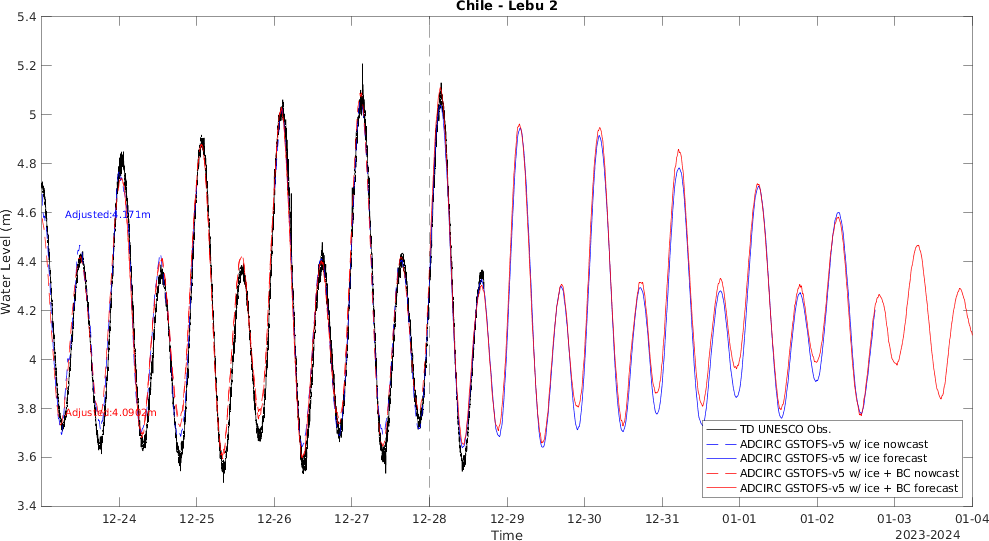 Chile - Lebu 2
5.4
5.2
5
4.8
4.6
4.4
4.2
4
3.8
3.6
3.4
Water Level (m)
Adjusted:4.171m
Adjusted:4.0902m
TD UNESCO Obs.
ADCIRC GSTOFS-v5 w/ ice nowcast
ADCIRC GSTOFS-v5 w/ ice forecast
ADCIRC GSTOFS-v5 w/ ice + BC nowcast
ADCIRC GSTOFS-v5 w/ ice + BC forecast
12-24 12-25 12-26 12-27 12-28 12-29 12-30 12-31 01-01 01-02 01-03 01-04
Time
2023-2024